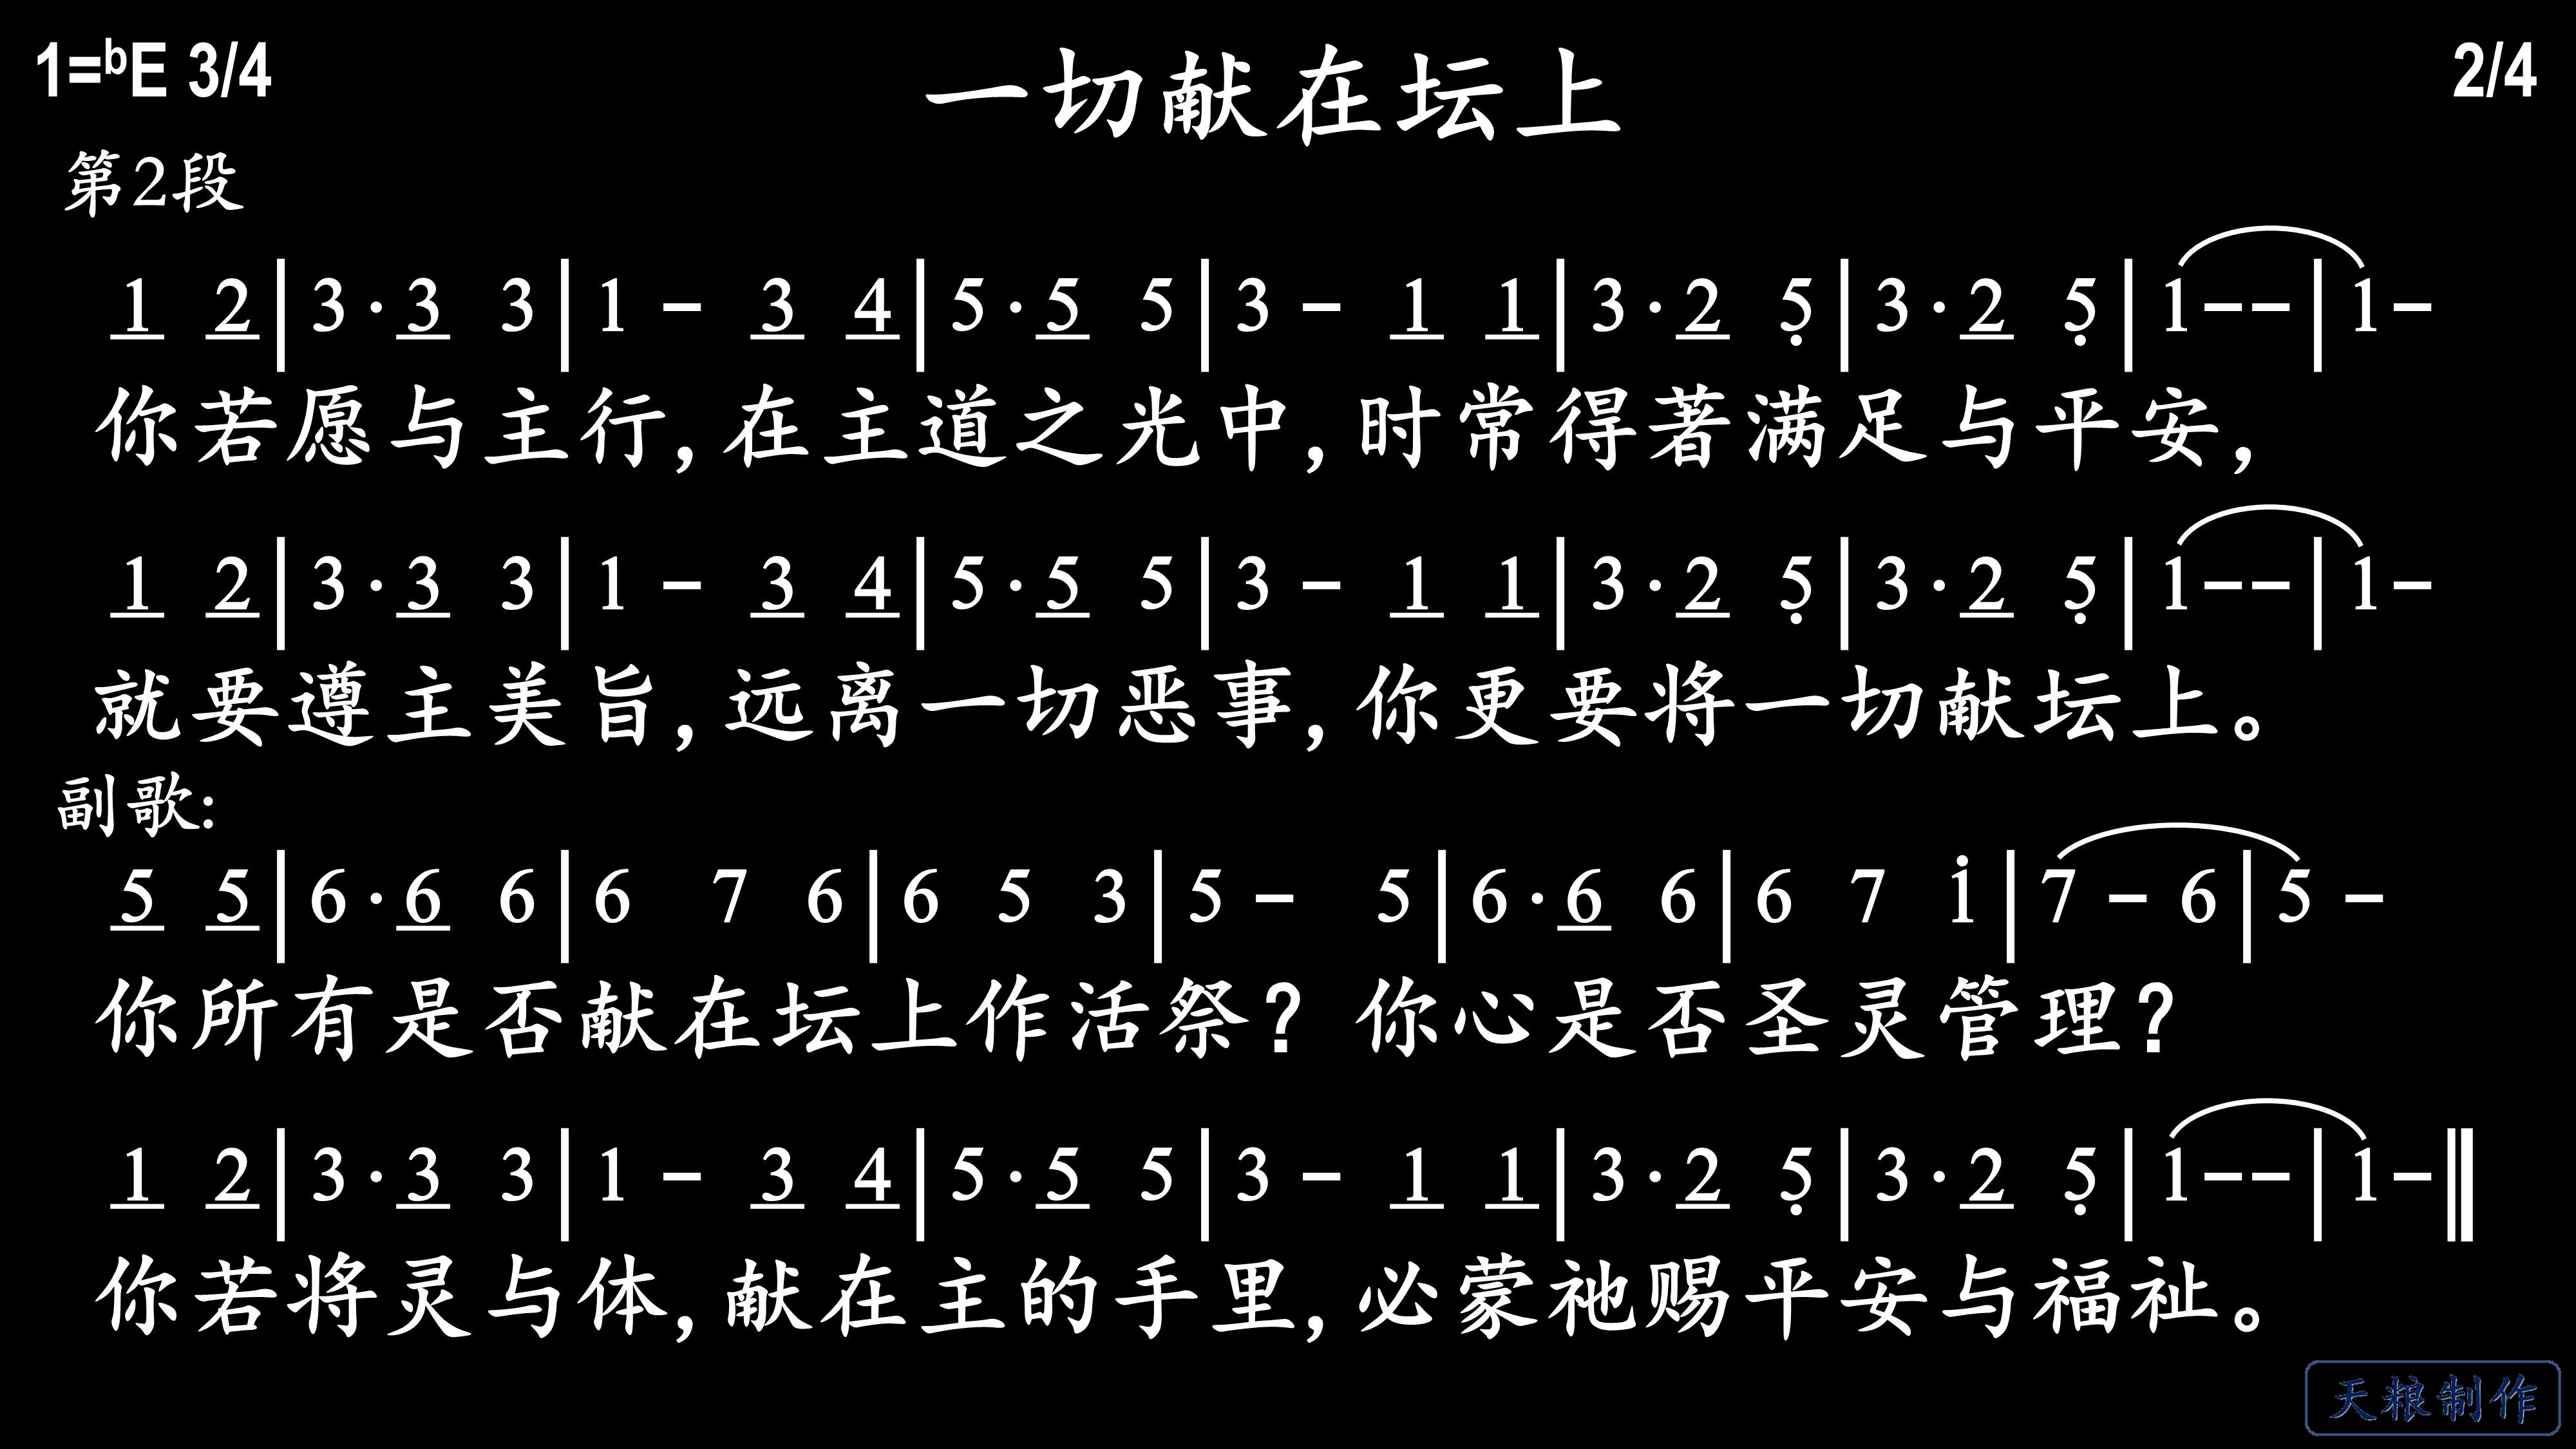 1=ᵇE 3/4
一切献在坛上
2/4
第2段
1 2 | 3 · 3 3 | 1 – 3 4 | 5 · 5 5 | 3 – 1 1 | 3 · 2 5̣ | 3 · 2 5̣ | 1 – – | 1 –
你若愿与主行,在主道之光中,时常得著满足与平安,
1 2 | 3 · 3 3 | 1 – 3 4 | 5 · 5 5 | 3 – 1 1 | 3 · 2 5̣ | 3 · 2 5̣ | 1 – – | 1 –
就要遵主美旨,远离一切恶事,你更要将一切献坛上。
副歌:
5 5 | 6 · 6 6 | 6 7 6 | 6 5 3 | 5 – 5 | 6 · 6 6 | 6 7 i | 7 – 6 | 5 –
你所有是否献在坛上作活祭? 你心是否圣灵管理?
1 2 | 3 · 3 3 | 1 – 3 4 | 5 · 5 5 | 3 – 1 1 | 3 · 2 5̣ | 3 · 2 5̣ | 1 – – | 1 – ‖
你若将灵与体,献在主的手里,必蒙祂赐平安与福祉。
天粮制作